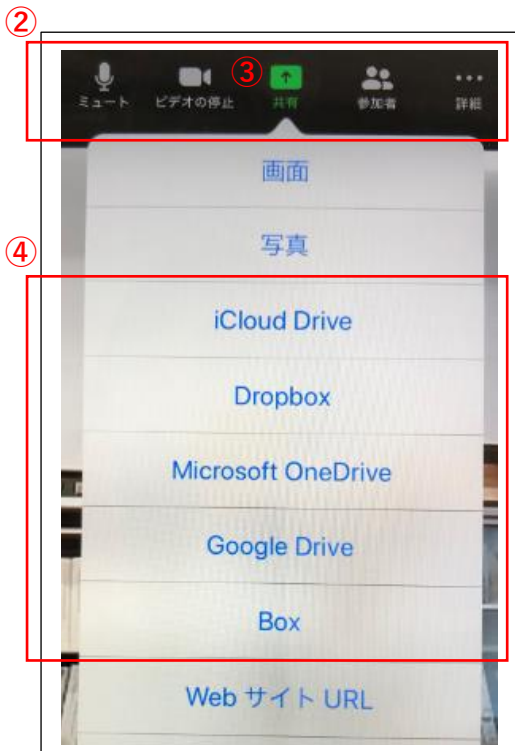 ②
③
ミュート ビデオの停止 共有 参加者 詳細
画面
写真
④
iCloud Drive
Dropbox
Microsoft OneDrive
Google Drive
Box
Web サイト URL